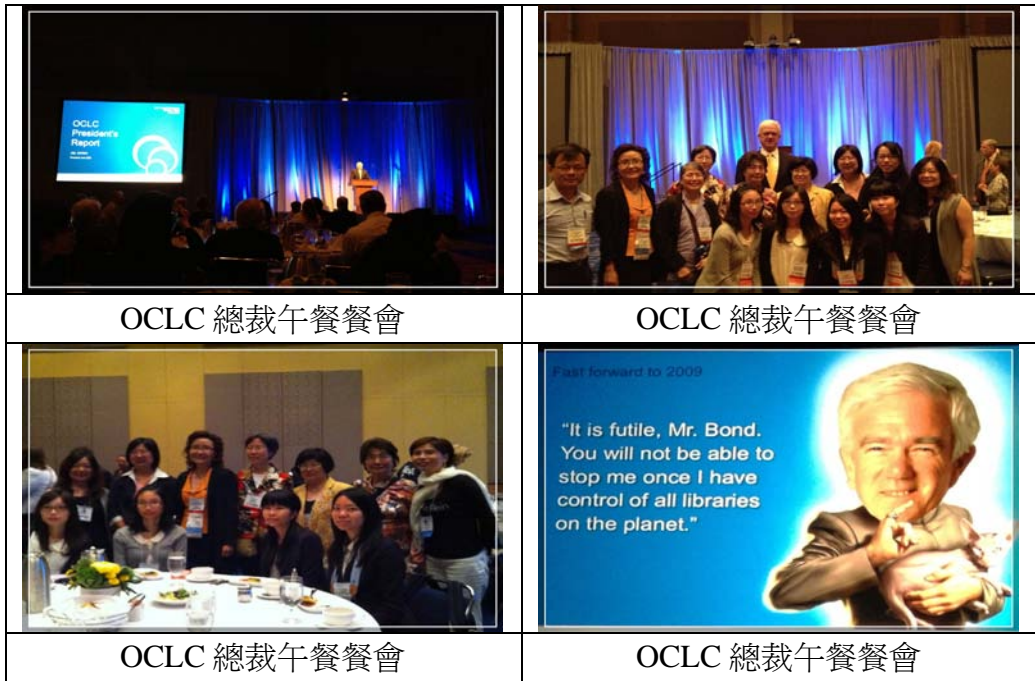 OCLC
President's
Report
OCLC 總裁午餐餐會
OCLC 總裁午餐餐會
Fast forward to 2009
"It is futile, Mr. Bond.
You will not be able to
stop me once I have
control of all libraries
on the planet."
OCLC 總裁午餐餐會
OCLC 總裁午餐餐會